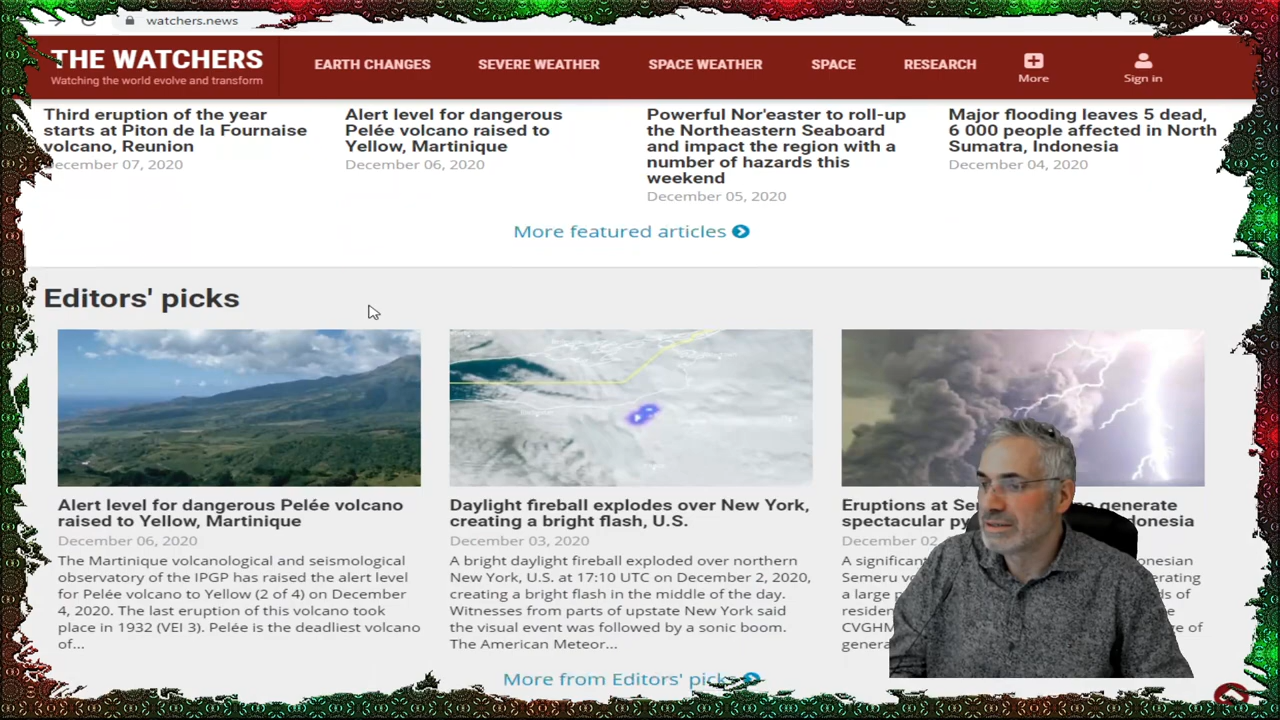 watchers.news
THE WATCHERS
Watching the world evolve and transform
EARTH CHANGES
SEVERE WEATHER
SPACE WEATHER
SPACE
RESEARCH
More
Sign in
Third eruption of the year
starts at Piton de la Fournaise
volcano, Reunion
December 07, 2020
Alert level for dangerous
Pelée volcano raised to
Yellow, Martinique
December 06, 2020
Powerful Nor'easter to roll-up
the Northeastern Seaboard
and impact the region with a
number of hazards this
weekend
December 05, 2020
Major flooding leaves 5 dead,
6 000 people affected in North
Sumatra, Indonesia
December 04, 2020
More featured articles
Editors' picks
Alert level for dangerous Pelée volcano
raised to Yellow, Martinique
December 06, 2020
The Martinique volcanological and seismological
observatory of the IPGP has raised the alert level
for Pelée volcano to Yellow (2 of 4) on December
4, 2020. The last eruption of this volcano took
place in 1932 (VEI 3). Pelée is the deadliest volcano
of...
Daylight fireball explodes over New York,
creating a bright flash, U.S.
December 03, 2020
A bright daylight fireball exploded over northern
New York, U.S. at 17:10 UTC on December 2, 2020,
creating a bright flash in the middle of the day.
Witnesses from parts of upstate New York said
the visual event was followed by a sonic boom.
The American Meteor...
Eruptions at generate
spectacular
December 02,
A significant
Semeru
a large
CVGHM
More from Editors' picks